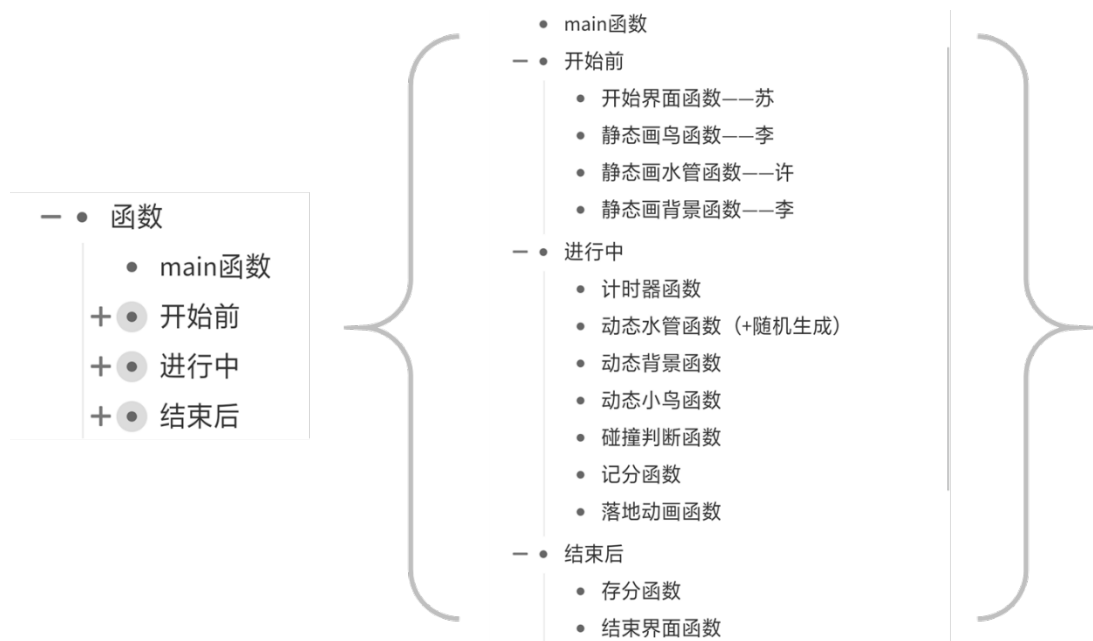 函数
main函数
开始前
进行中
结束后
main函数
开始前
开始界面函数——苏
静态画鸟函数——李
静态画水管函数——许
静态画背景函数——李
进行中
计时器函数
动态水管函数（+随机生成）
动态背景函数
动态小鸟函数
碰撞判断函数
记分函数
落地动画函数
结束后
存分函数
结束界面函数